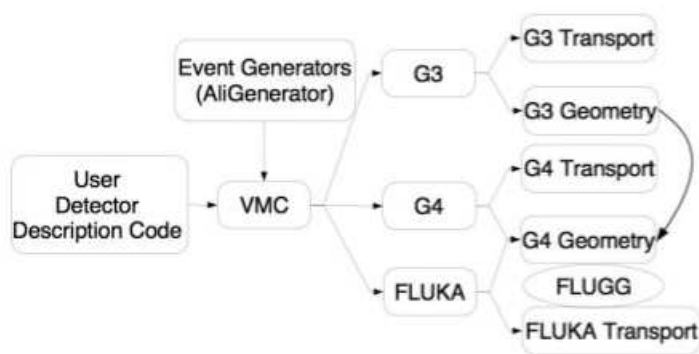 Event Generators
(AliGenerator)
User
Detector
Description Code
VMC
G3
G4
FLUKA
G3 Transport
G3 Geometry
G4 Transport
G4 Geometry
FLUGG
FLUKA Transport